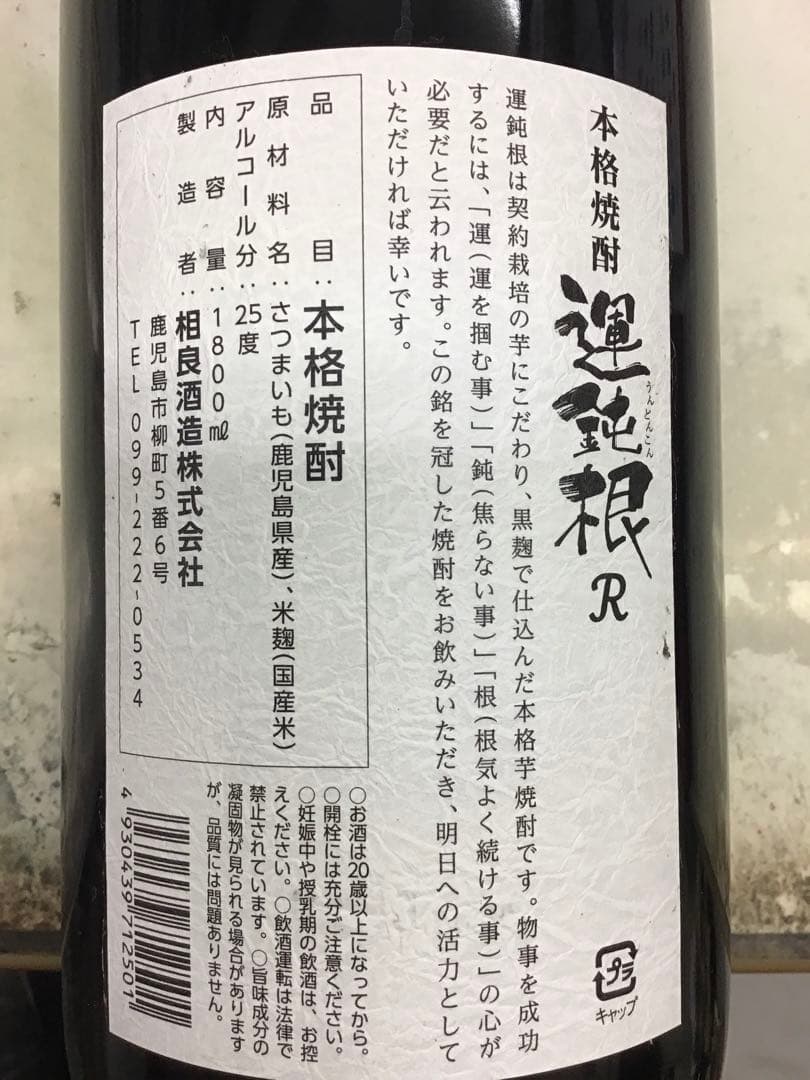 本格焼酎 運鈍根 R
うんどんこん
運鈍根は契約栽培の芋にこだわり、黒麹で仕込んだ本格芋焼酎です。物事を成功
するには、「運(運を掴む事)」「鈍(焦らない事)」「根(根気よく続ける事)」の心が
必要だと云われます。この銘を冠した焼酎をお飲みいただき、明日への活力として
いただければ幸いです。
品目:本格焼酎
原材料名:さつまいも(鹿児島県産)、米麹(国産米)
アルコール分:25度
内容量:1800㎖
製造者:相良酒造株式会社
鹿児島市柳町5番6号
TEL 099-222-0534
○お酒は20歳以上になってから。
○開栓には充分ご注意ください。
○妊娠中や授乳期の飲酒は、お控
えください。○飲酒運転は法律で
禁止されています。○旨味成分の
凝固物が見られる場合があります
が、品質には問題ありません。
4930439712501
プラ
キャップ